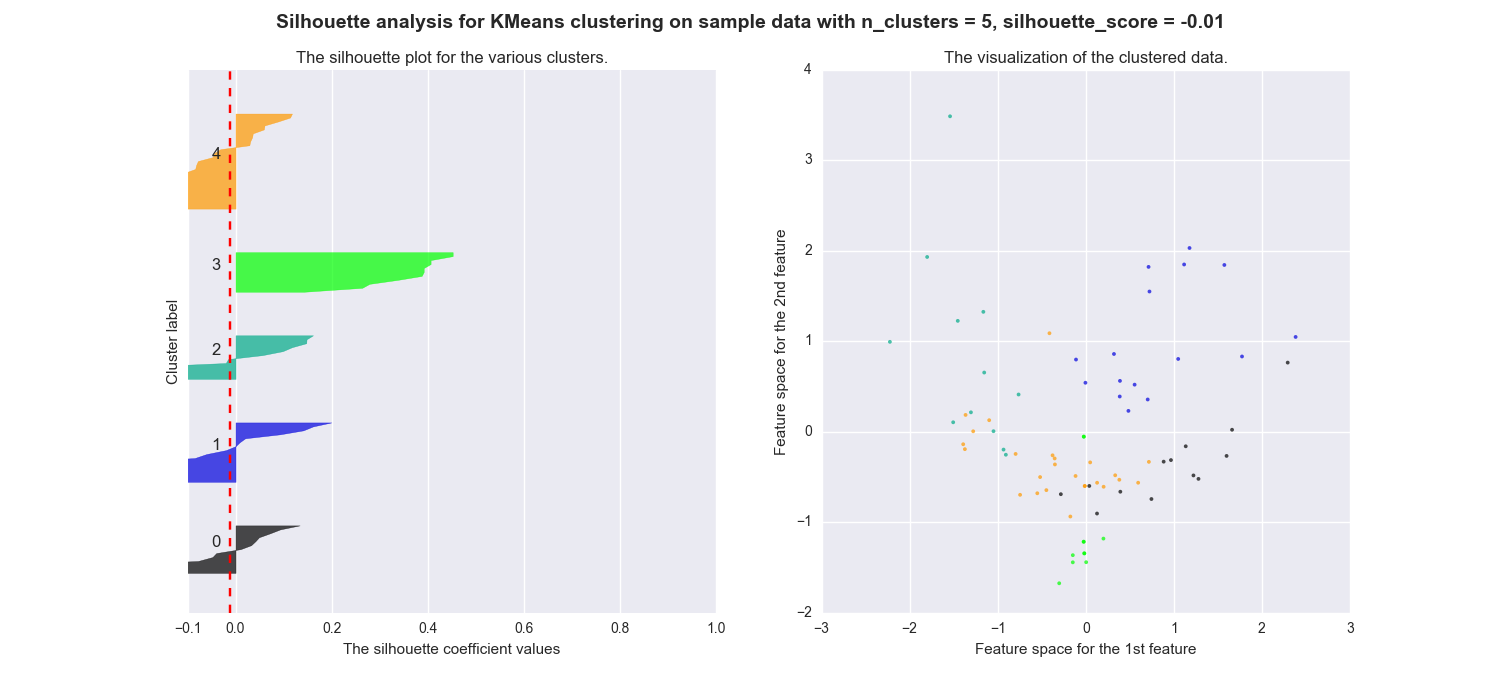 Silhouette analysis for KMeans clustering on sample data with n_clusters = 5, silhouette_score = -0.01
The silhouette plot for the various clusters.
Cluster label
4
3
2
1
0
−0.1 0.0 0.2 0.4 0.6 0.8 1.0
The silhouette coefficient values
The visualization of the clustered data.
Feature space for the 2nd feature
4
3
2
1
0
−1
−2
−3 −2 −1 0 1 2 3
Feature space for the 1st feature